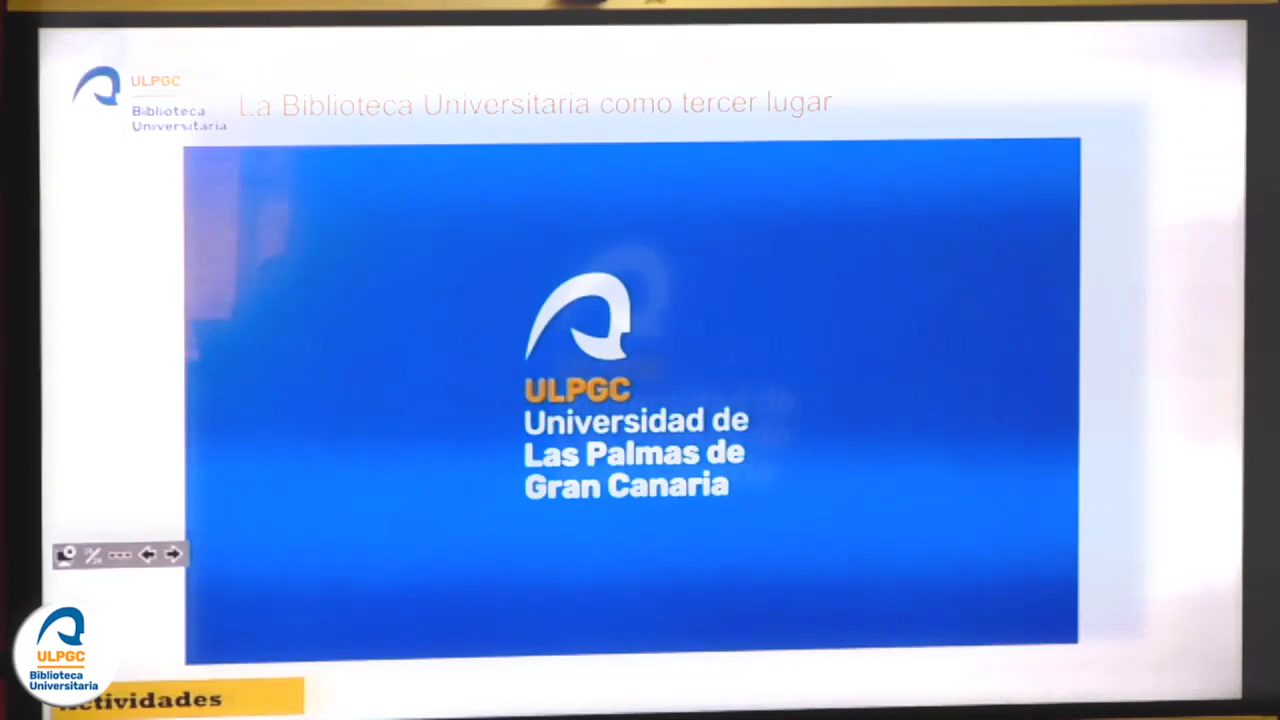 ULPGC
Biblioteca
Universitaria
La Biblioteca Universitaria como tercer lugar
ULPGC
Universidad de
Las Palmas de
Gran Canaria
ULPGC
Biblioteca
Universitaria
ctividades